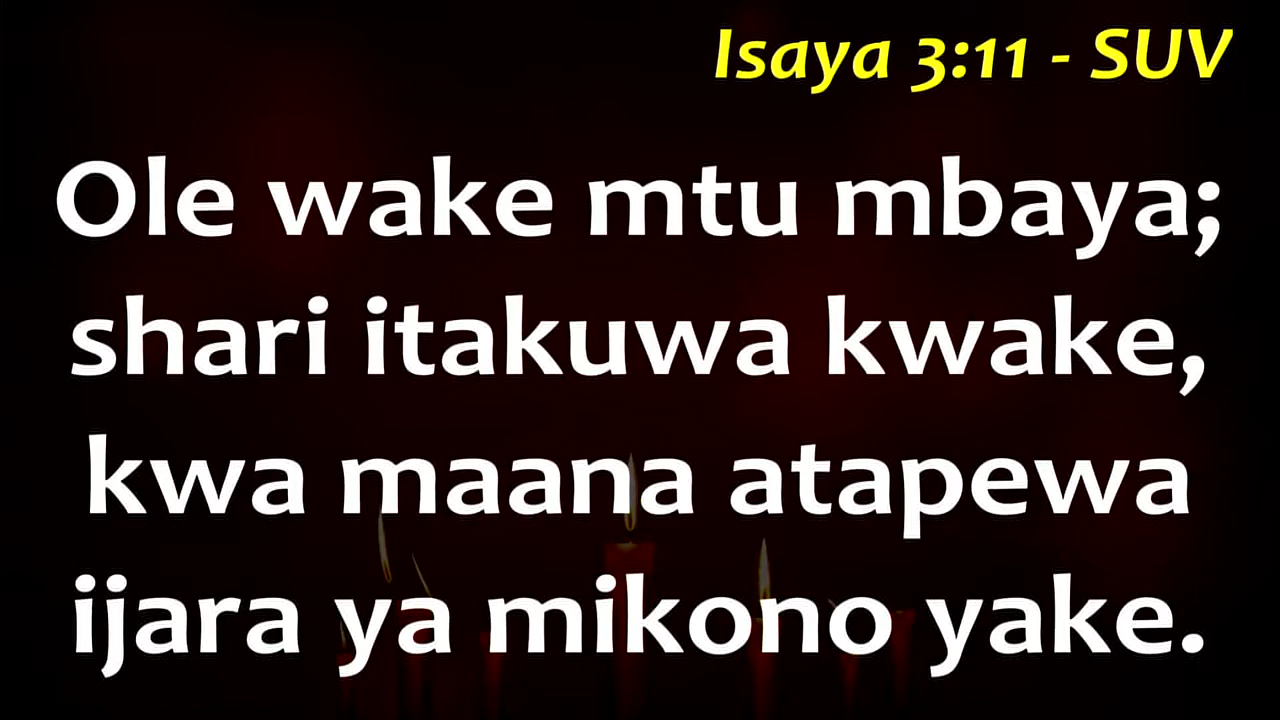 Isaya 3:11 - SUV
Ole wake mtu mbaya;
shari itakuwa kwake,
kwa maana atapewa
ijara ya mikono yake.